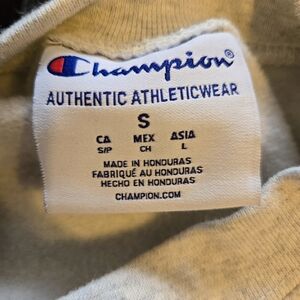 Champion®
AUTHENTIC ATHLETICWEAR
S
CA MEX ASIA
S/P CH L
MADE IN HONDURAS
FABRIQUÉ AU HONDURAS
HECHO EN HONDURAS
CHAMPION.COM